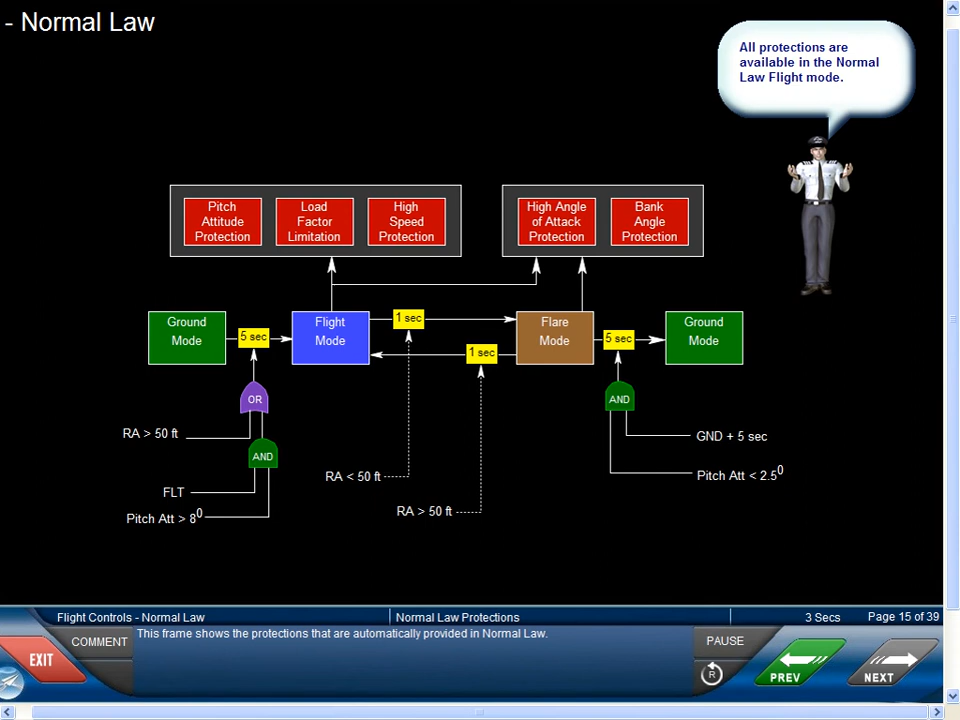 - Normal Law
All protections are
available in the Normal
Law Flight mode.
Pitch
Attitude
Protection
Load
Factor
Limitation
High
Speed
Protection
High Angle
of Attack
Protection
Bank
Angle
Protection
Ground
Mode
5 sec
Flight
Mode
1 sec
1 sec
Flare
Mode
5 sec
Ground
Mode
OR
AND
RA > 50 ft
AND
FLT
Pitch Att > 8⁰
RA < 50 ft
RA > 50 ft
GND + 5 sec
Pitch Att < 2.5⁰
Flight Controls - Normal Law
Normal Law Protections
3 Secs
Page 15 of 39
EXIT
COMMENT
This frame shows the protections that are automatically provided in Normal Law.
PAUSE
R
PREV
NEXT